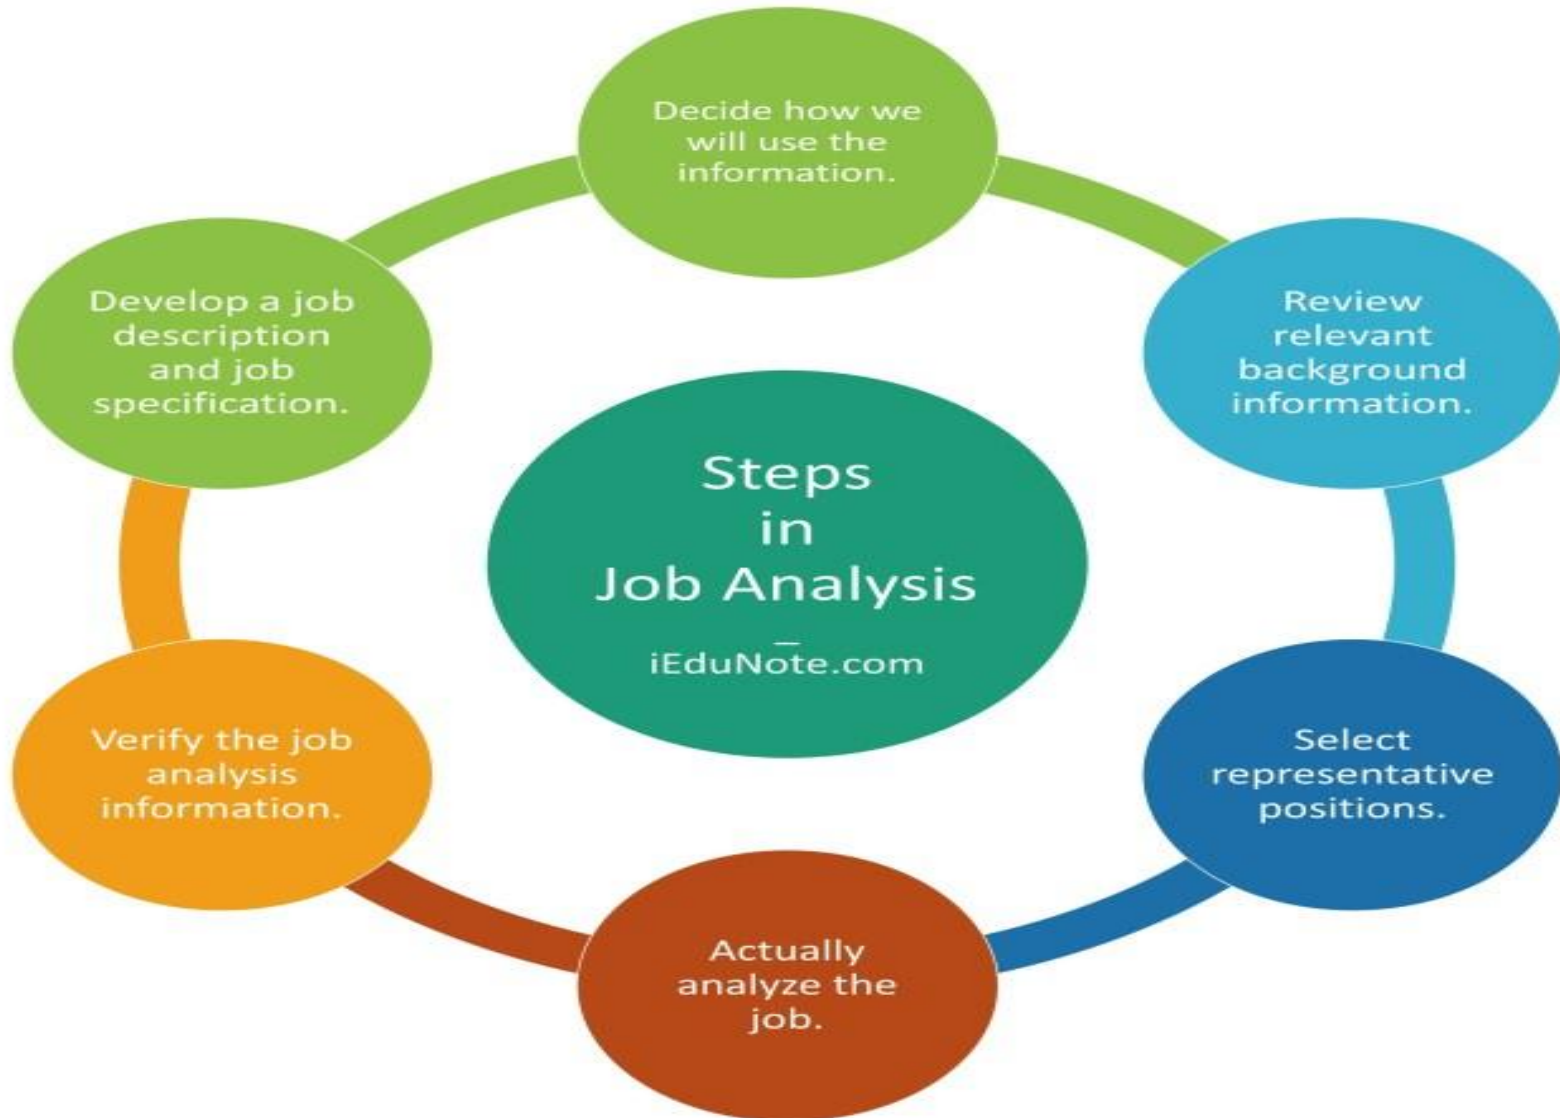 Decide how we
will use the
information.
Review
relevant
background
information.
Select
representative
positions.
Actually
analyze the
job.
Verify the job
analysis
information.
Develop a job
description
and job
specification.
Steps
in
Job Analysis
–
iEduNote.com